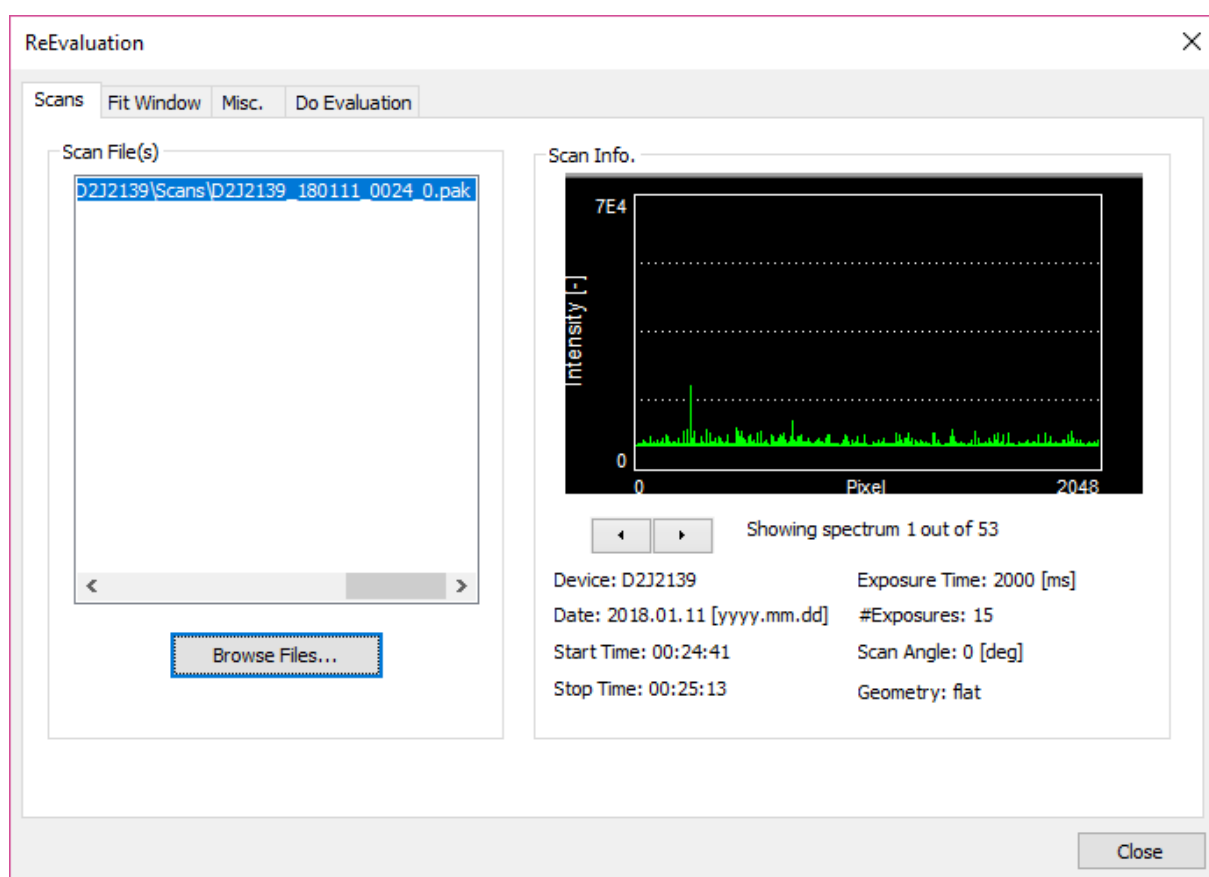 ReEvaluation
Scans Fit Window Misc. Do Evaluation
Scan File(s)
D2J2139\Scans\D2J2139_180111_0024_0.pak
Browse Files...
Scan Info.
7E4
Intensity [-]
0
0 Pixel 2048
Showing spectrum 1 out of 53
Device: D2J2139 Exposure Time: 2000 [ms]
Date: 2018.01.11 [yyyy.mm.dd] #Exposures: 15
Start Time: 00:24:41 Scan Angle: 0 [deg]
Stop Time: 00:25:13 Geometry: flat
Close